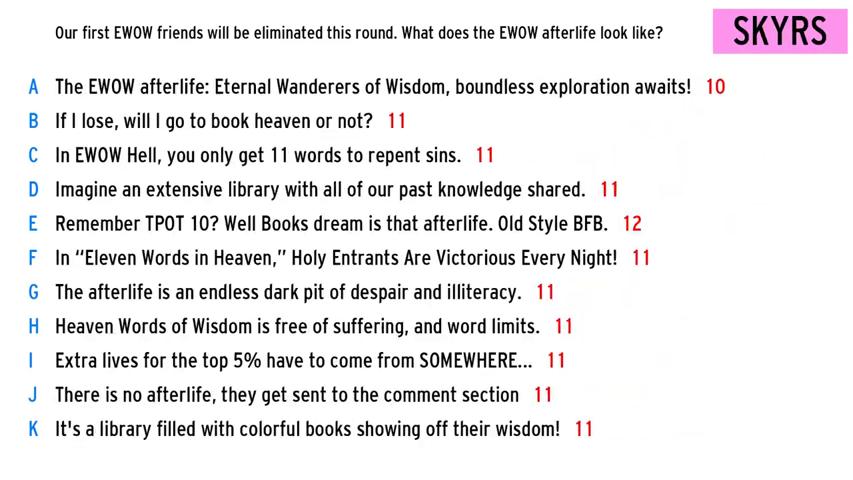 Our first EWOW friends will be eliminated this round. What does the EWOW afterlife look like?
SKYRS
A The EWOW afterlife: Eternal Wanderers of Wisdom, boundless exploration awaits! 10
B If I lose, will I go to book heaven or not? 11
C In EWOW Hell, you only get 11 words to repent sins. 11
D Imagine an extensive library with all of our past knowledge shared. 11
E Remember TPOT 10? Well Books dream is that afterlife. Old Style BFB. 12
F In “Eleven Words in Heaven,” Holy Entrants Are Victorious Every Night! 11
G The afterlife is an endless dark pit of despair and illiteracy. 11
H Heaven Words of Wisdom is free of suffering, and word limits. 11
I Extra lives for the top 5% have to come from SOMEWHERE... 11
J There is no afterlife, they get sent to the comment section 11
K It's a library filled with colorful books showing off their wisdom! 11